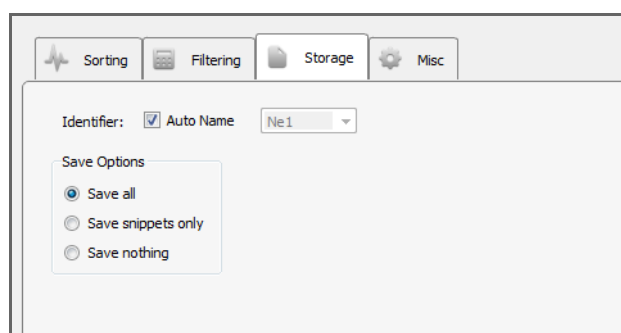 Sorting Filtering Storage Misc
Identifier: Auto Name Ne1
Save Options
Save all
Save snippets only
Save nothing